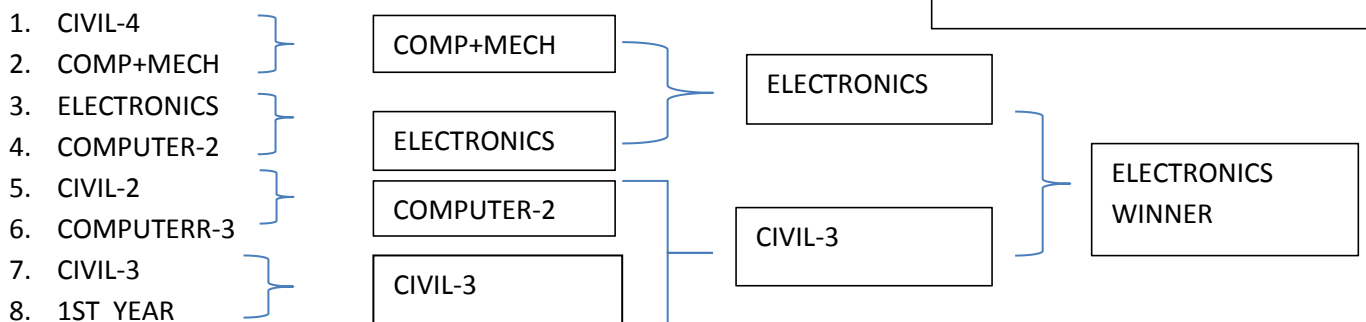 1. CIVIL-4
2. COMP+MECH
3. ELECTRONICS
4. COMPUTER-2
5. CIVIL-2
6. COMPUTERR-3
7. CIVIL-3
8. 1ST YEAR
COMP+MECH
ELECTRONICS
COMPUTER-2
CIVIL-3
ELECTRONICS
CIVIL-3
ELECTRONICS
WINNER